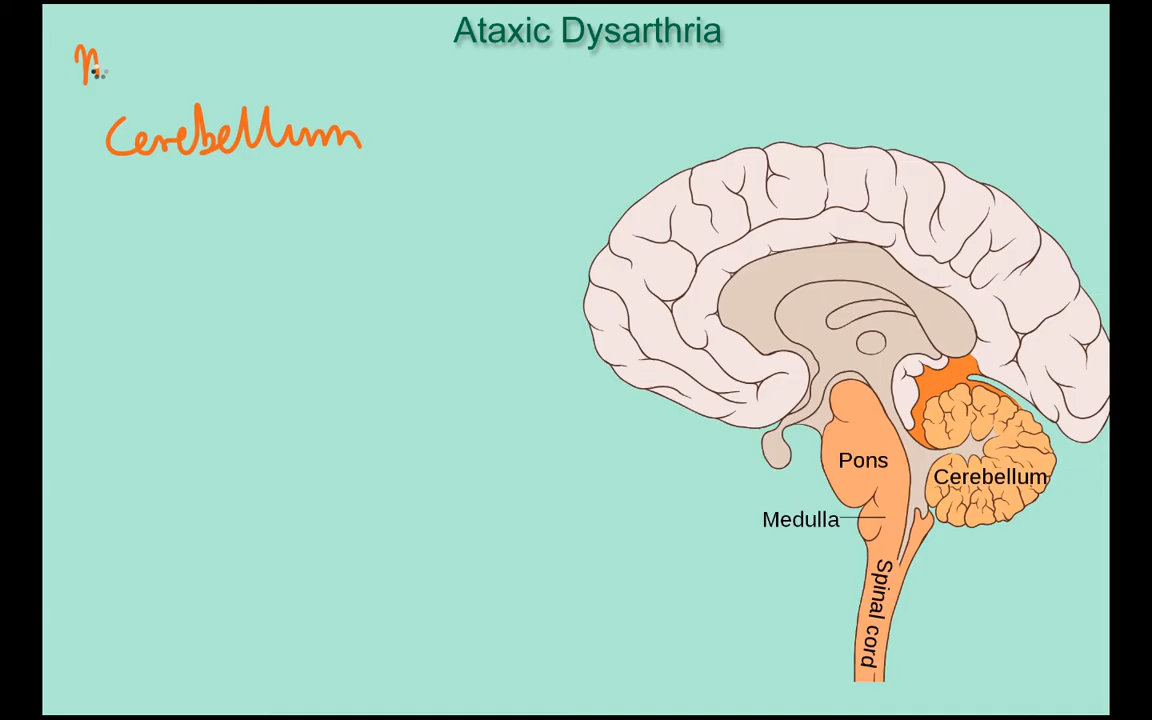 Ataxic Dysarthria
Cerebellum
Pons
Cerebellum
Medulla
Spinal cord